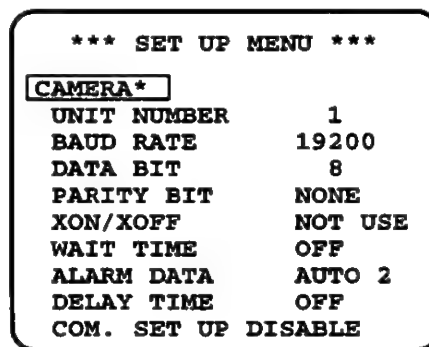 *** SET UP MENU ***
CAMERA*
UNIT NUMBER 1
BAUD RATE 19200
DATA BIT 8
PARITY BIT NONE
XON/XOFF NOT USE
WAIT TIME OFF
ALARM DATA AUTO 2
DELAY TIME OFF
COM. SET UP DISABLE